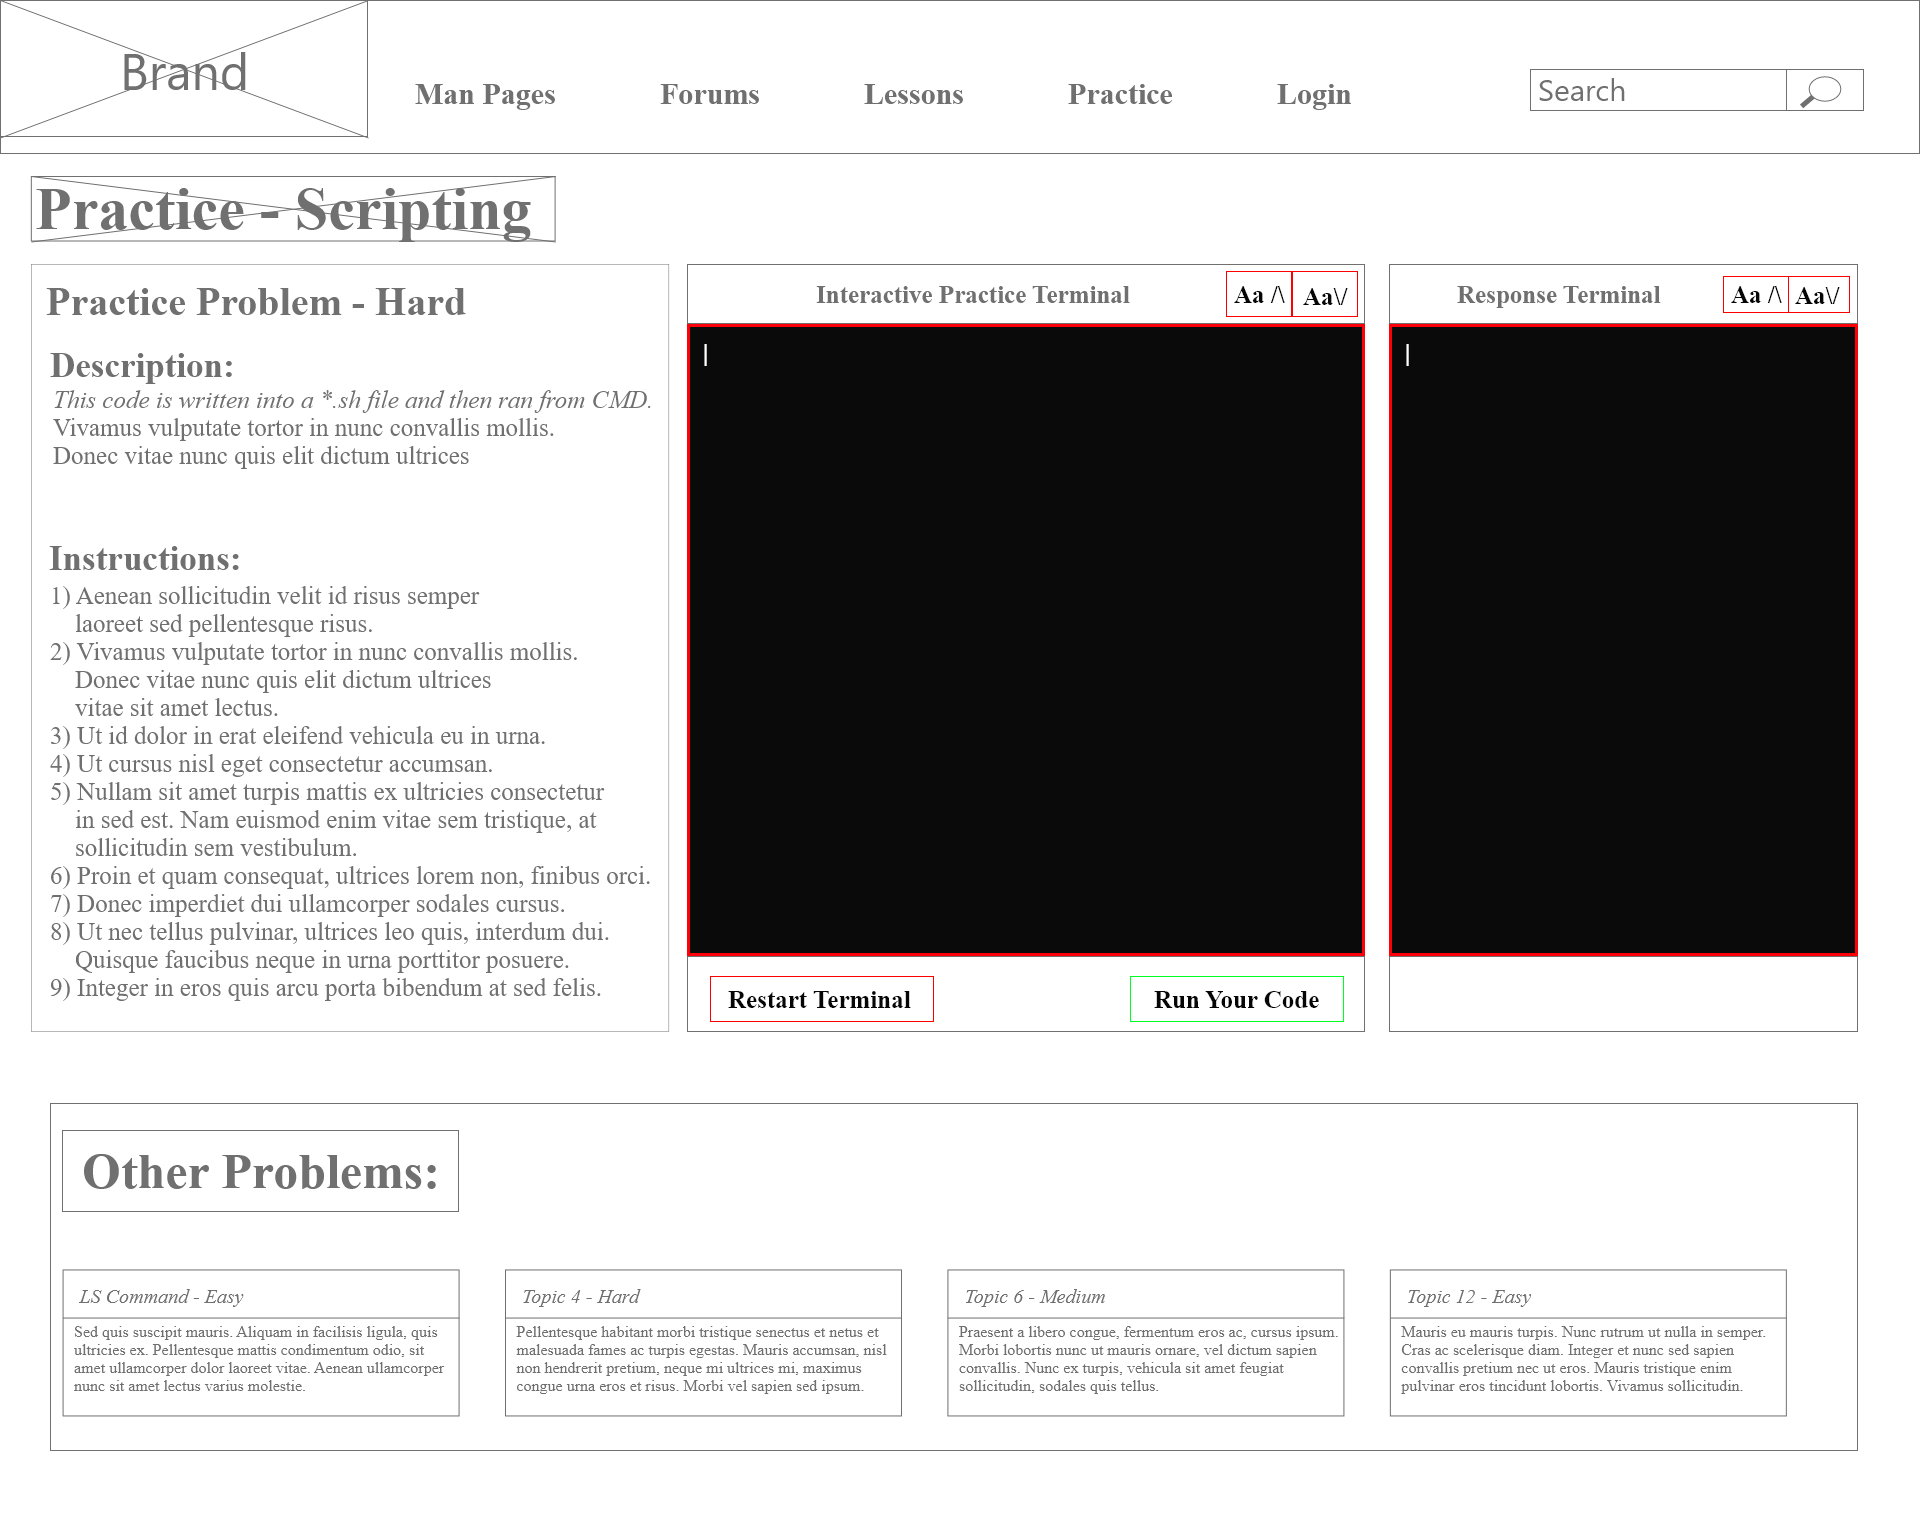 Brand
Man Pages
Forums
Lessons
Practice
Login
Search
Practice - Scripting
Practice Problem - Hard
Description:
This code is written into a *.sh file and then ran from CMD.
Vivamus vulputate tortor in nunc convallis mollis.
Donec vitae nunc quis elit dictum ultrices
Instructions:
1) Aenean sollicitudin velit id risus semper
laoreet sed pellentesque risus.
2) Vivamus vulputate tortor in nunc convallis mollis.
Donec vitae nunc quis elit dictum ultrices
vitae sit amet lectus.
3) Ut id dolor in erat eleifend vehicula eu in urna.
4) Ut cursus nisl eget consectetur accumsan.
5) Nullam sit amet turpis mattis ex ultricies consectetur
in sed est. Nam euismod enim vitae sem tristique, at
sollicitudin sem vestibulum.
6) Proin et quam consequat, ultrices lorem non, finibus orci.
7) Donec imperdiet dui ullamcorper sodales cursus.
8) Ut nec tellus pulvinar, ultrices leo quis, interdum dui.
Quisque faucibus neque in urna porttitor posuere.
9) Integer in eros quis arcu porta bibendum at sed felis.
Interactive Practice Terminal
Aa /\
Aa\/
|
Restart Terminal
Run Your Code
Response Terminal
Aa /\
Aa\/
|
Other Problems:
LS Command - Easy
Sed quis suscipit mauris. Aliquam in facilisis ligula, quis
ultricies ex. Pellentesque mattis condimentum odio, sit
amet ullamcorper dolor laoreet vitae. Aenean ullamcorper
nunc sit amet lectus varius molestie.
Topic 4 - Hard
Pellentesque habitant morbi tristique senectus et netus et
malesuada fames ac turpis egestas. Mauris accumsan, nisl
non hendrerit pretium, neque mi ultrices mi, maximus
congue urna eros et risus. Morbi vel sapien sed ipsum.
Topic 6 - Medium
Praesent a libero congue, fermentum eros ac, cursus ipsum.
Morbi lobortis nunc ut mauris ornare, vel dictum sapien
convallis. Nunc ex turpis, vehicula sit amet feugiat
sollicitudin, sodales quis tellus.
Topic 12 - Easy
Mauris eu mauris turpis. Nunc rutrum ut nulla in semper.
Cras ac scelerisque diam. Integer et nunc sed sapien
convallis pretium nec ut eros. Mauris tristique enim
pulvinar eros tincidunt lobortis. Vivamus sollicitudin.